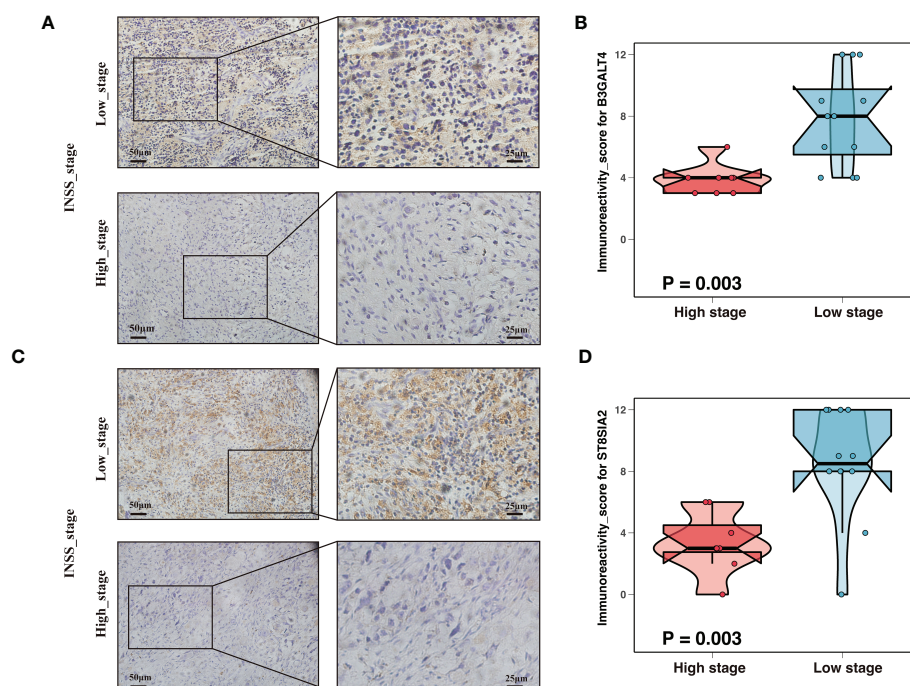 A
INSS_stage
Low_stage
50μm
25μm
High_stage
50μm
25μm
B
Immunoreactivity_score for B3GALT4
12
8
4
0
P = 0.003
High stage
Low stage
C
INSS_stage
Low_stage
50μm
25μm
High_stage
50μm
25μm
D
Immunoreactivity_score for ST8SIA2
12
8
4
0
P = 0.003
High stage
Low stage